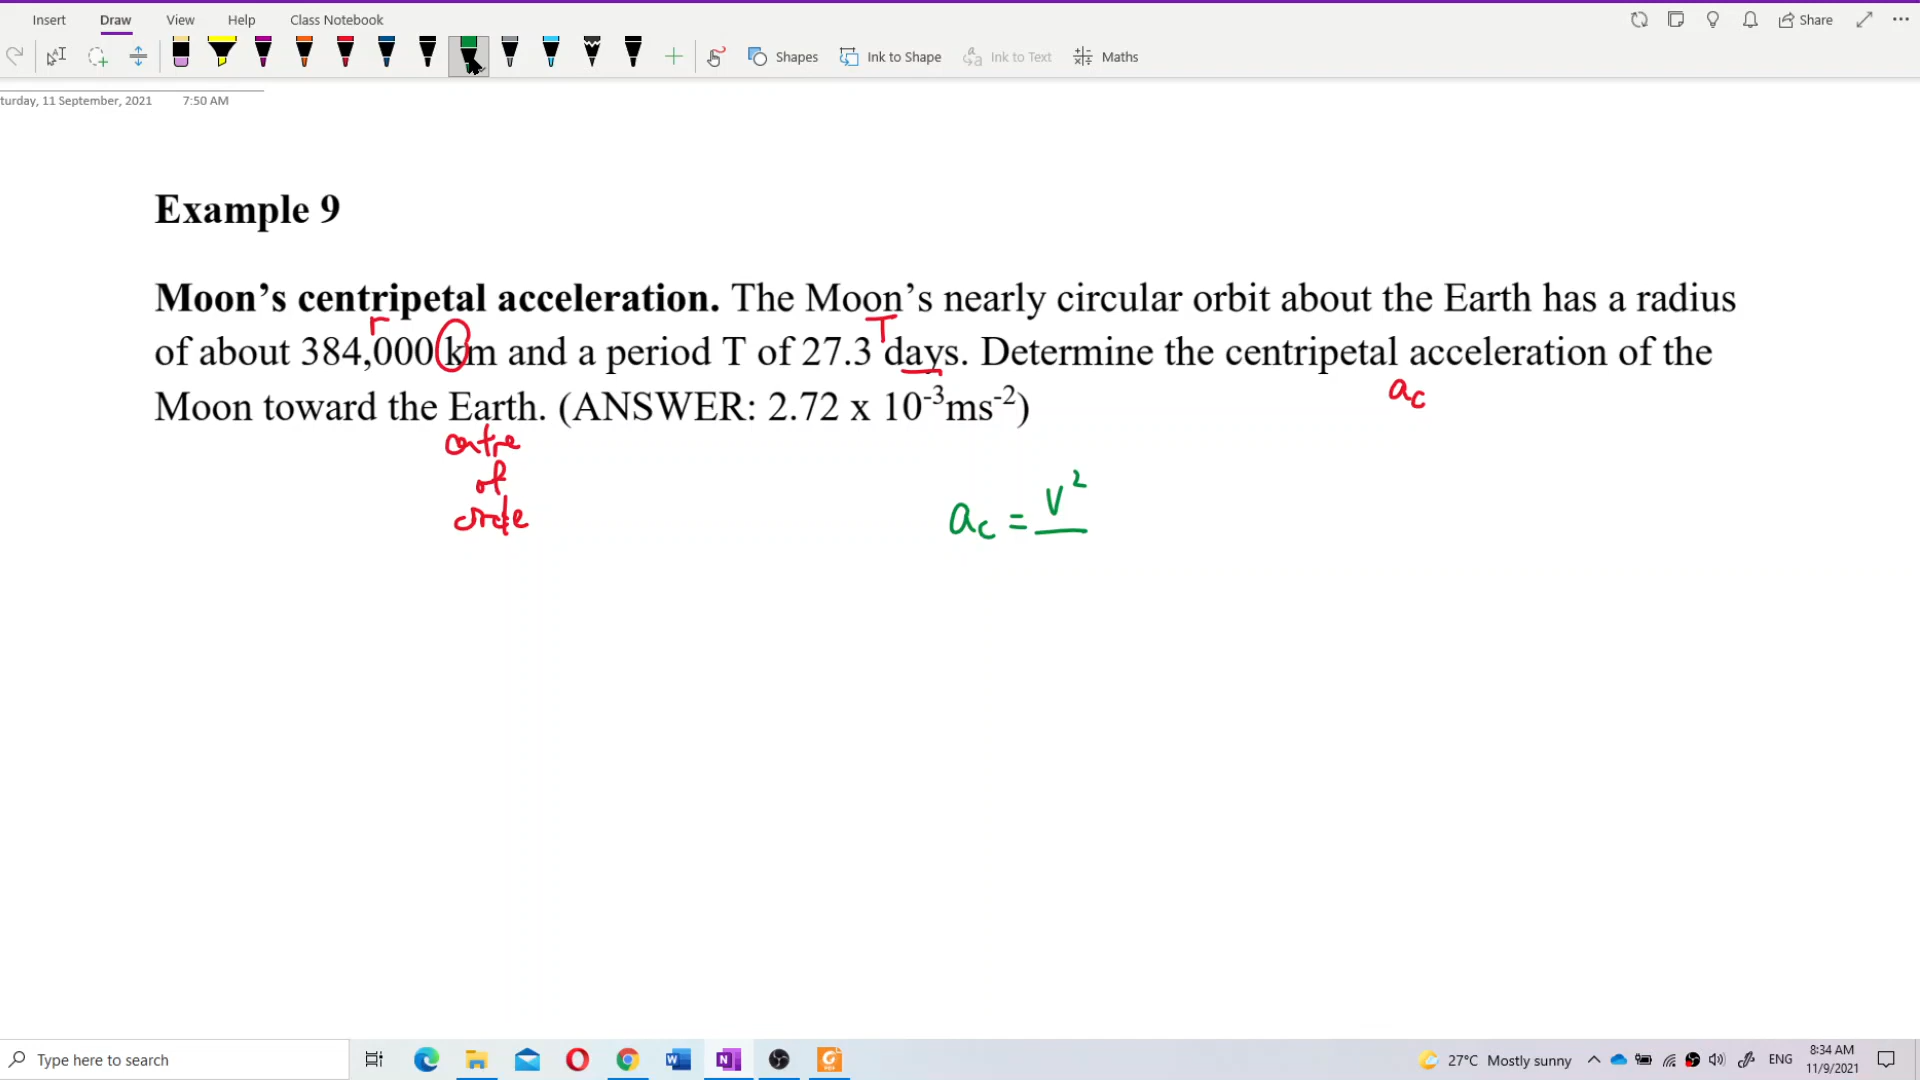 Insert Draw View Help Class Notebook
Share
Shapes Ink to Shape Ink to Text Maths
turday, 11 September, 2021 7:50 AM
Example 9
Moon’s centripetal acceleration. The Moon’s nearly circular orbit about the Earth has a radius
r T
of about 384,000 km and a period T of 27.3 days. Determine the centripetal acceleration of the
a_c
Moon toward the Earth. (ANSWER: 2.72 x 10⁻³ms⁻²)
centre
of
circle
a_c = v²
Type here to search
27°C Mostly sunny
ENG
8:34 AM
11/9/2021